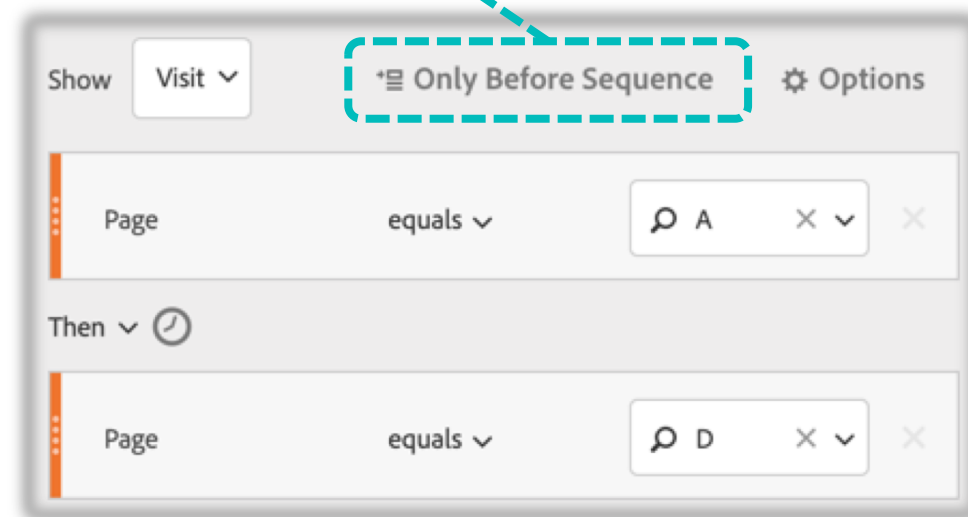 Show Visit Only Before Sequence Options
Page equals A
Then
Page equals D